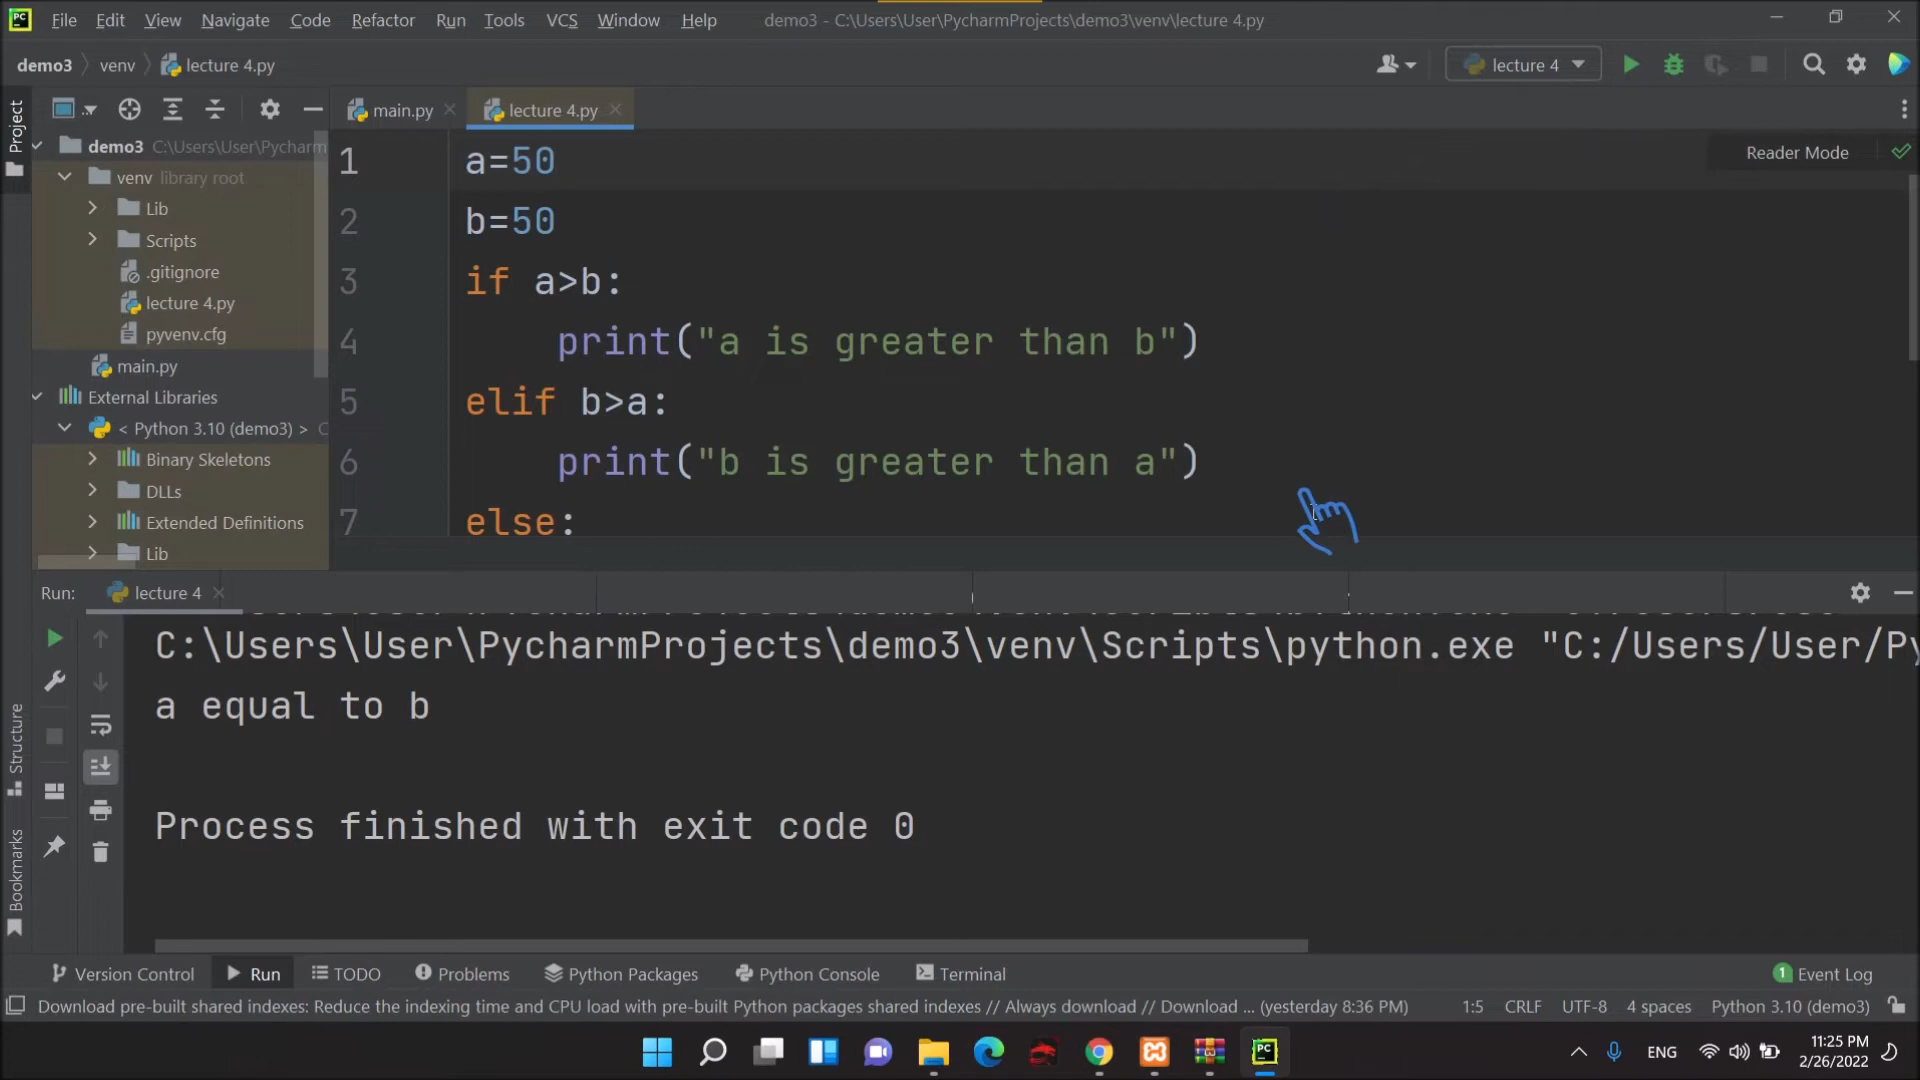 File Edit View Navigate Code Refactor Run Tools VCS Window Help demo3 - C:\Users\User\PycharmProjects\demo3\venv\lecture 4.py
demo3 venv lecture 4.py
lecture 4
Project
main.py
lecture 4.py
demo3 C:\Users\User\Pycharm
venv library root
Lib
Scripts
.gitignore
lecture 4.py
pyvenv.cfg
main.py
External Libraries
< Python 3.10 (demo3) > C
Binary Skeletons
DLLs
Extended Definitions
Lib
Reader Mode
1 a=50
2 b=50
3 if a>b:
4 print("a is greater than b")
5 elif b>a:
6 print("b is greater than a")
7 else:
Run: lecture 4
C:\Users\User\PycharmProjects\demo3\venv\Scripts\python.exe "C:/Users/User/Py
a equal to b
Process finished with exit code 0
Structure
Bookmarks
Version Control Run TODO Problems Python Packages Python Console Terminal 1 Event Log
Download pre-built shared indexes: Reduce the indexing time and CPU load with pre-built Python packages shared indexes // Always download // Download ... (yesterday 8:36 PM) 1:5 CRLF UTF-8 4 spaces Python 3.10 (demo3)
PC
ENG
11:25 PM
2/26/2022